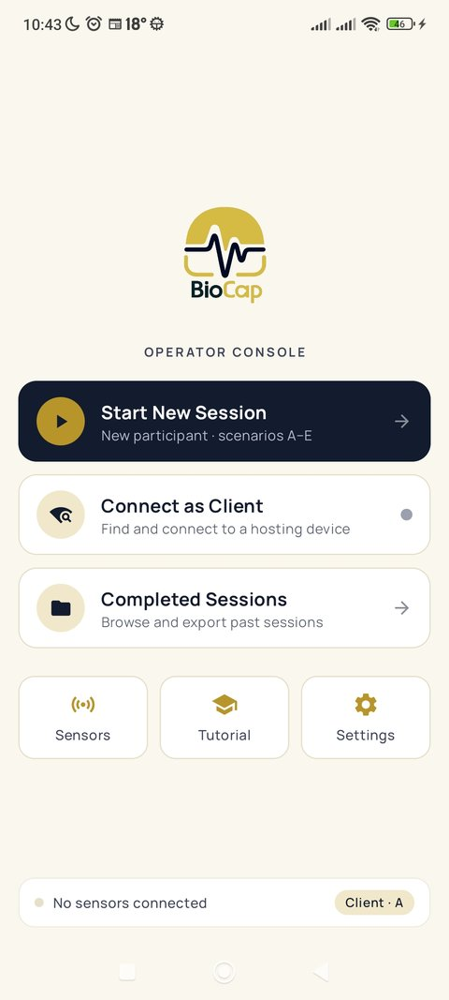 10:43 18°
46
BioCap
OPERATOR CONSOLE
Start New Session
New participant · scenarios A–E
Connect as Client
Find and connect to a hosting device
Completed Sessions
Browse and export past sessions
Sensors
Tutorial
Settings
No sensors connected
Client · A